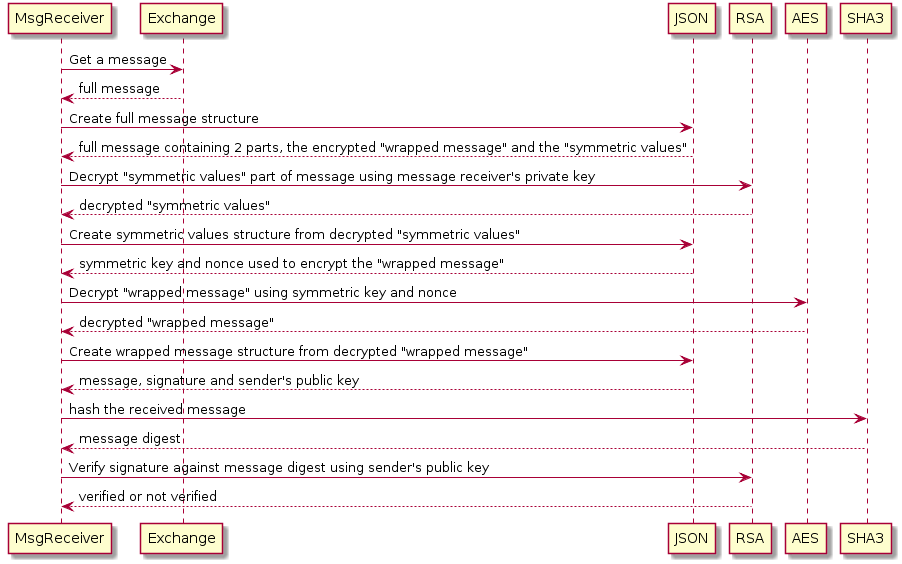 MsgReceiver Exchange JSON RSA AES SHA3
Get a message
full message
Create full message structure
full message containing 2 parts, the encrypted "wrapped message" and the "symmetric values"
Decrypt "symmetric values" part of message using message receiver's private key
decrypted "symmetric values"
Create symmetric values structure from decrypted "symmetric values"
symmetric key and nonce used to encrypt the "wrapped message"
Decrypt "wrapped message" using symmetric key and nonce
decrypted "wrapped message"
Create wrapped message structure from decrypted "wrapped message"
message, signature and sender's public key
hash the received message
message digest
Verify signature against message digest using sender's public key
verified or not verified
MsgReceiver Exchange JSON RSA AES SHA3